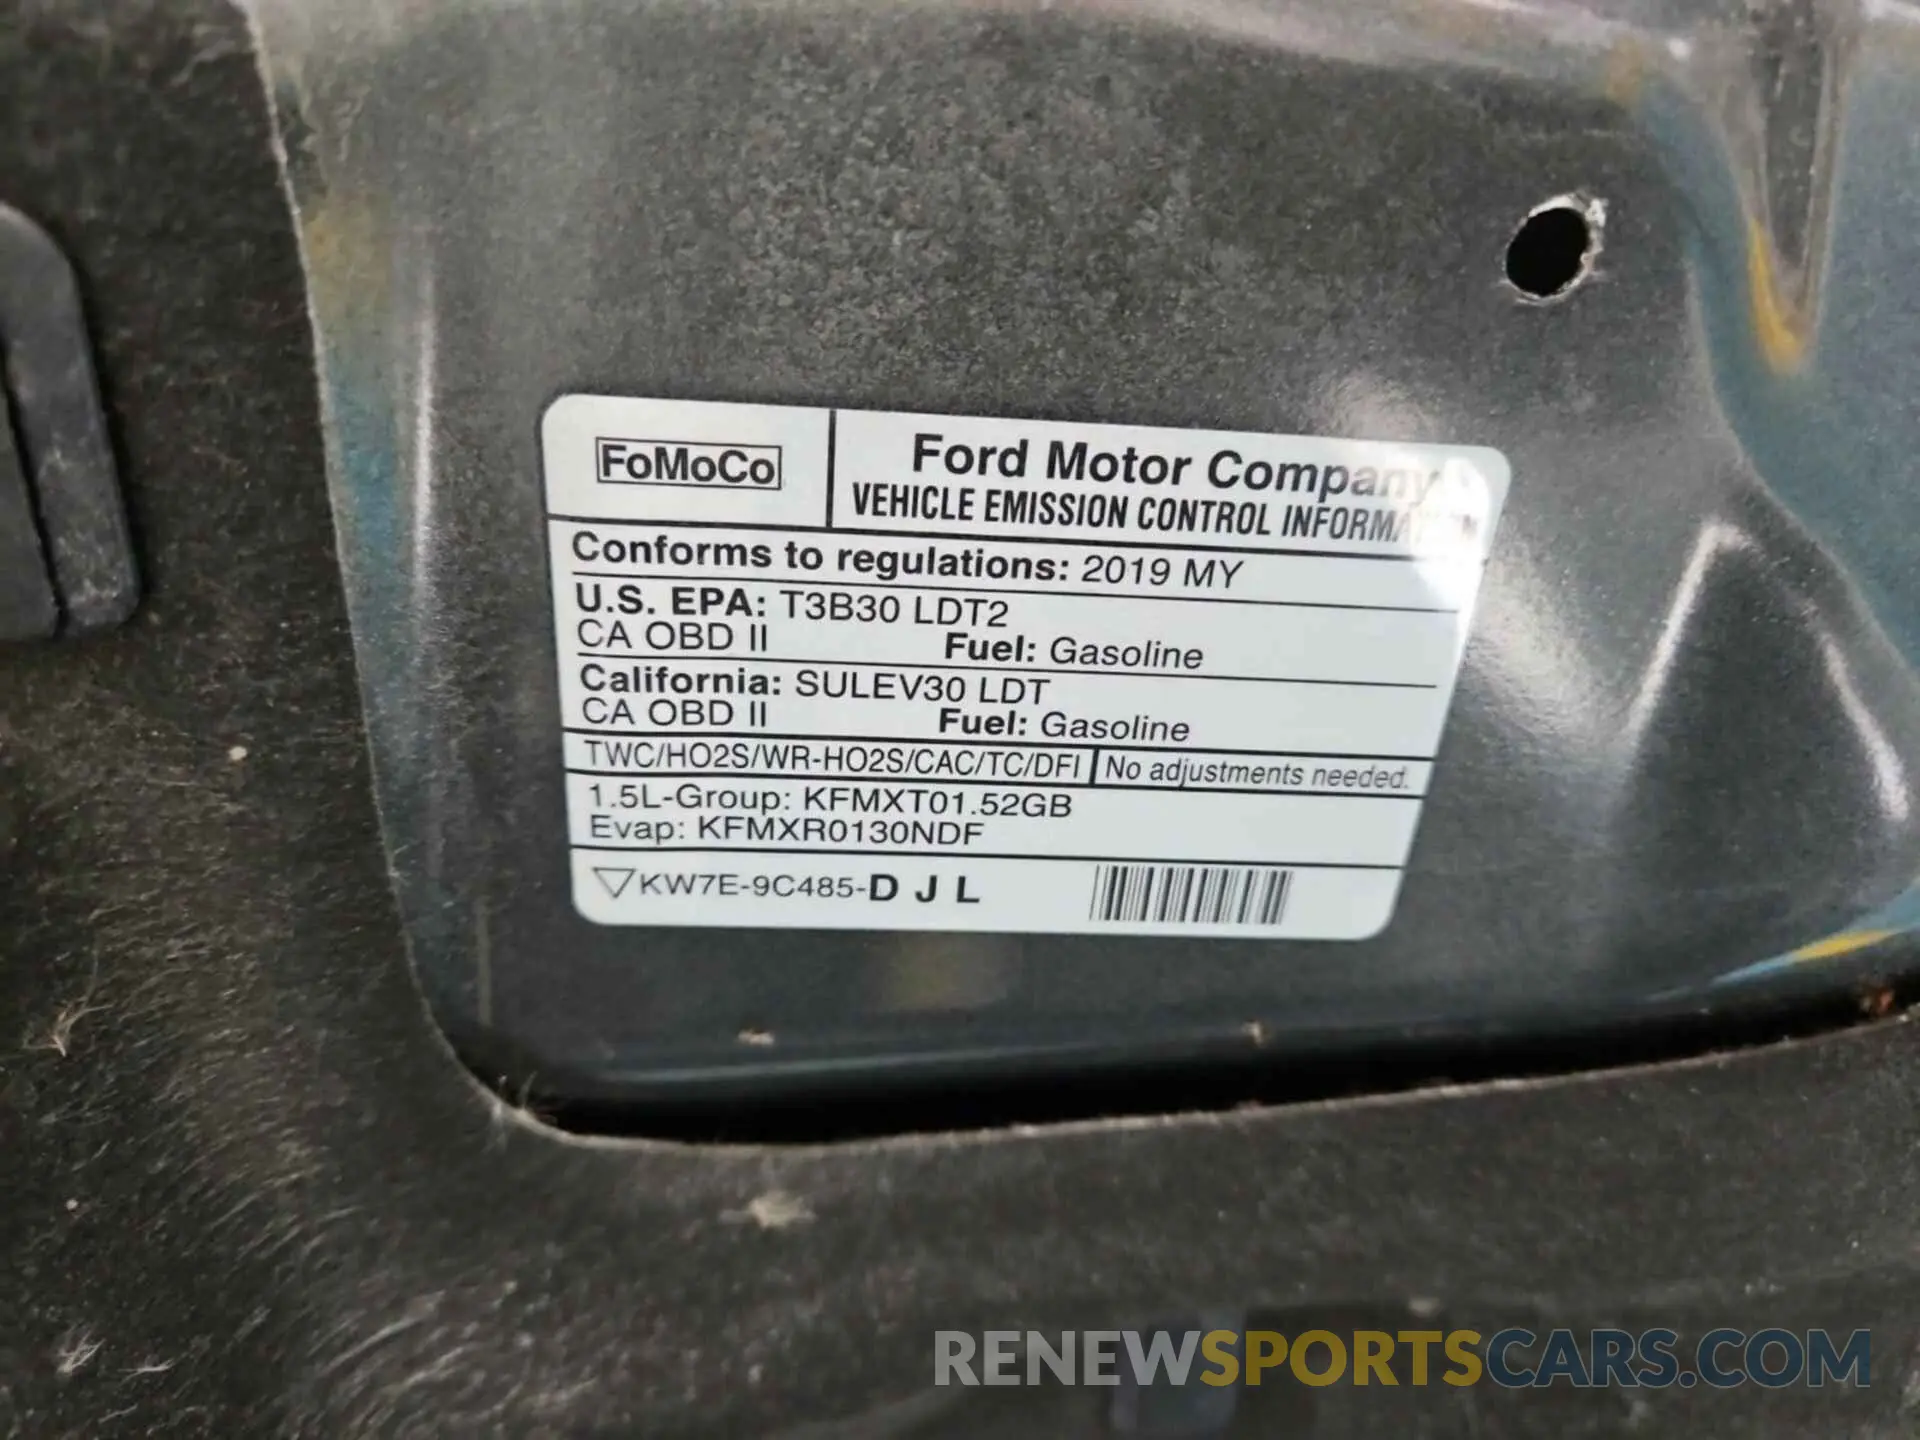 FoMoCo
Ford Motor Company
VEHICLE EMISSION CONTROL INFORMATION
Conforms to regulations: 2019 MY
U.S. EPA: T3B30 LDT2
CA OBD II Fuel: Gasoline
California: SULEV30 LDT
CA OBD II Fuel: Gasoline
TWC/HO2S/WR-HO2S/CAC/TC/DFI No adjustments needed.
1.5L-Group: KFMXT01.52GB
Evap: KFMXR0130NDF
KW7E-9C485-D J L
RENEWSPORTSCARS.COM